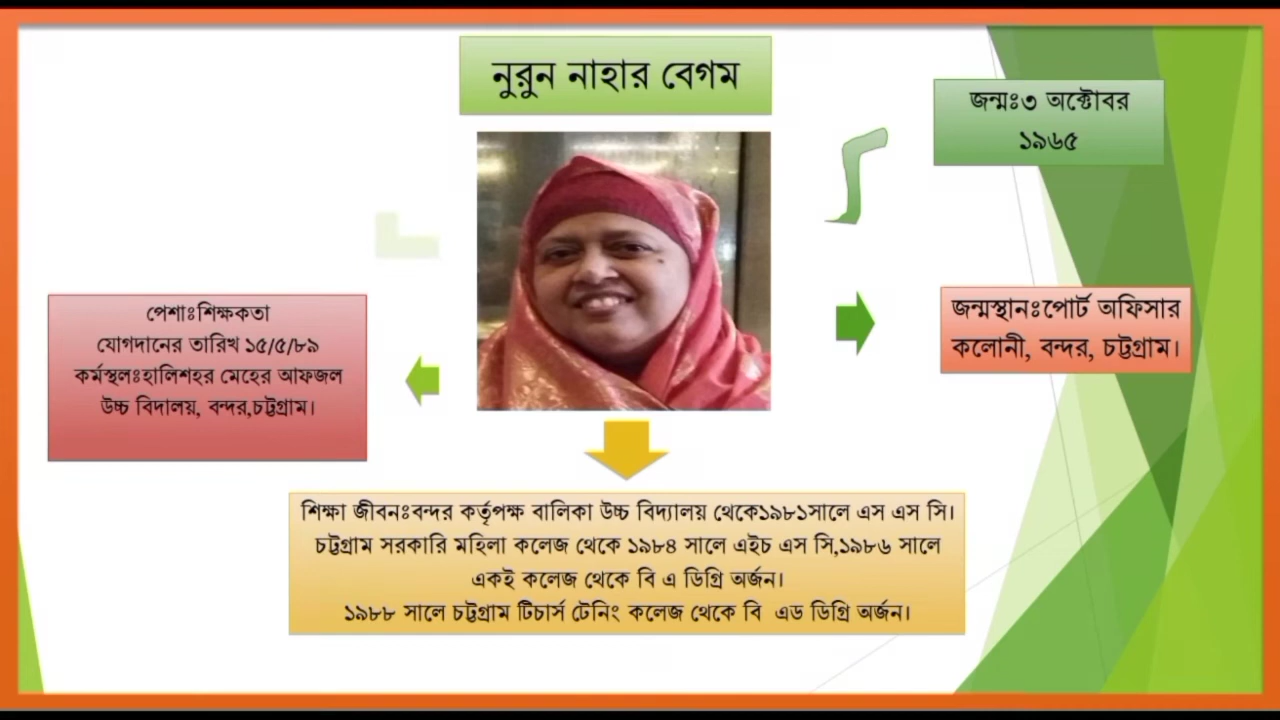 নুরুন নাহার বেগম
জন্মঃ৩ অক্টোবর
১৯৬৫
জন্মস্থানঃপোর্ট অফিসার
কলোনী, বন্দর, চট্টগ্রাম।
পেশাঃশিক্ষকতা
যোগদানের তারিখ ১৫/৫/৮৯
কর্মস্থলঃহালিশহর মেহের আফজল
উচ্চ বিদালয়, বন্দর,চট্টগ্রাম।
শিক্ষা জীবনঃবন্দর কর্তৃপক্ষ বালিকা উচ্চ বিদ্যালয় থেকে১৯৮১সালে এস এস সি।
চট্টগ্রাম সরকারি মহিলা কলেজ থেকে ১৯৮৪ সালে এইচ এস সি,১৯৮৬ সালে
একই কলেজ থেকে বি এ ডিগ্রি অর্জন।
১৯৮৮ সালে চট্টগ্রাম টিচার্স টেনিং কলেজ থেকে বি এড ডিগ্রি অর্জন।